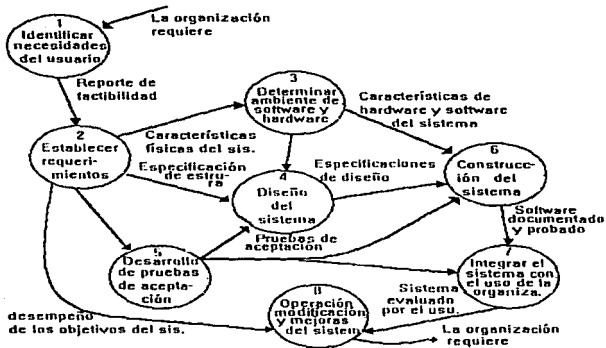 La organización
requiere
1
Identificar
necesidades
del usuario
Reporte de
factibilidad
2
Establecer
requeri-
mientos
3
Determinar
ambiente de
software y
hardware
Características de
hardware y software
del sistema
Características
físicas del sis.
Especificación
de estru-
ra
4
Diseño
del
sistema
Especificaciones
de diseño
6
Construcc-
ión del
sistema
Software
documentado
y probado
Pruebas de
aceptación
5
Desarrollo
de pruebas
de acepta-
ción
7
Integrar el
sistema con
el uso de la
organiza.
Sistema
evaluado
por el usu.
8
Operación
modificación
y mejoras
del sistem
desempeño
de los objetivos del sis.
La organización
requiere